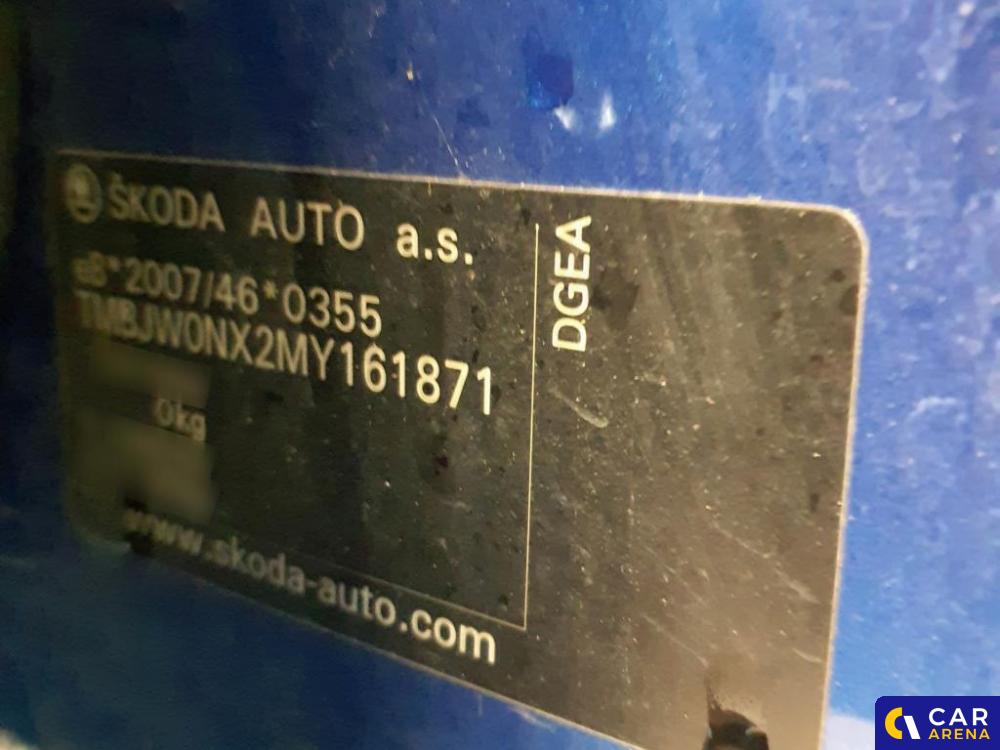 ŠKODA AUTO a.s.
e8*2007/46*0355
TMBJW0NX2MY161871
0kg
www.skoda-auto.com
DGEA
CAR
ARENA